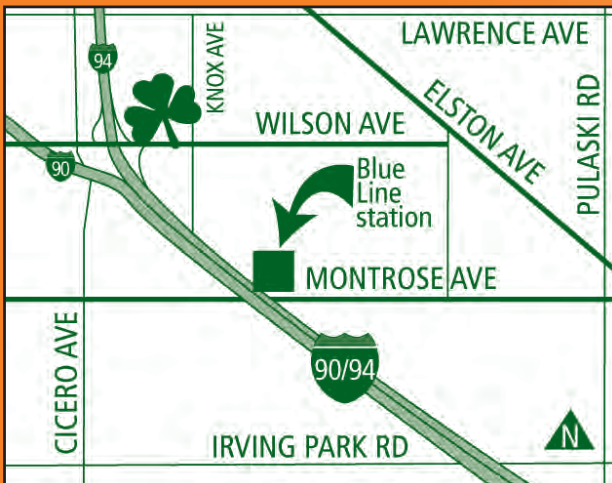 LAWRENCE AVE
94
KNOX AVE
ELSTON AVE
PULASKI RD
WILSON AVE
90
Blue
Line
station
MONTROSE AVE
CICERO AVE
90/94
IRVING PARK RD
N